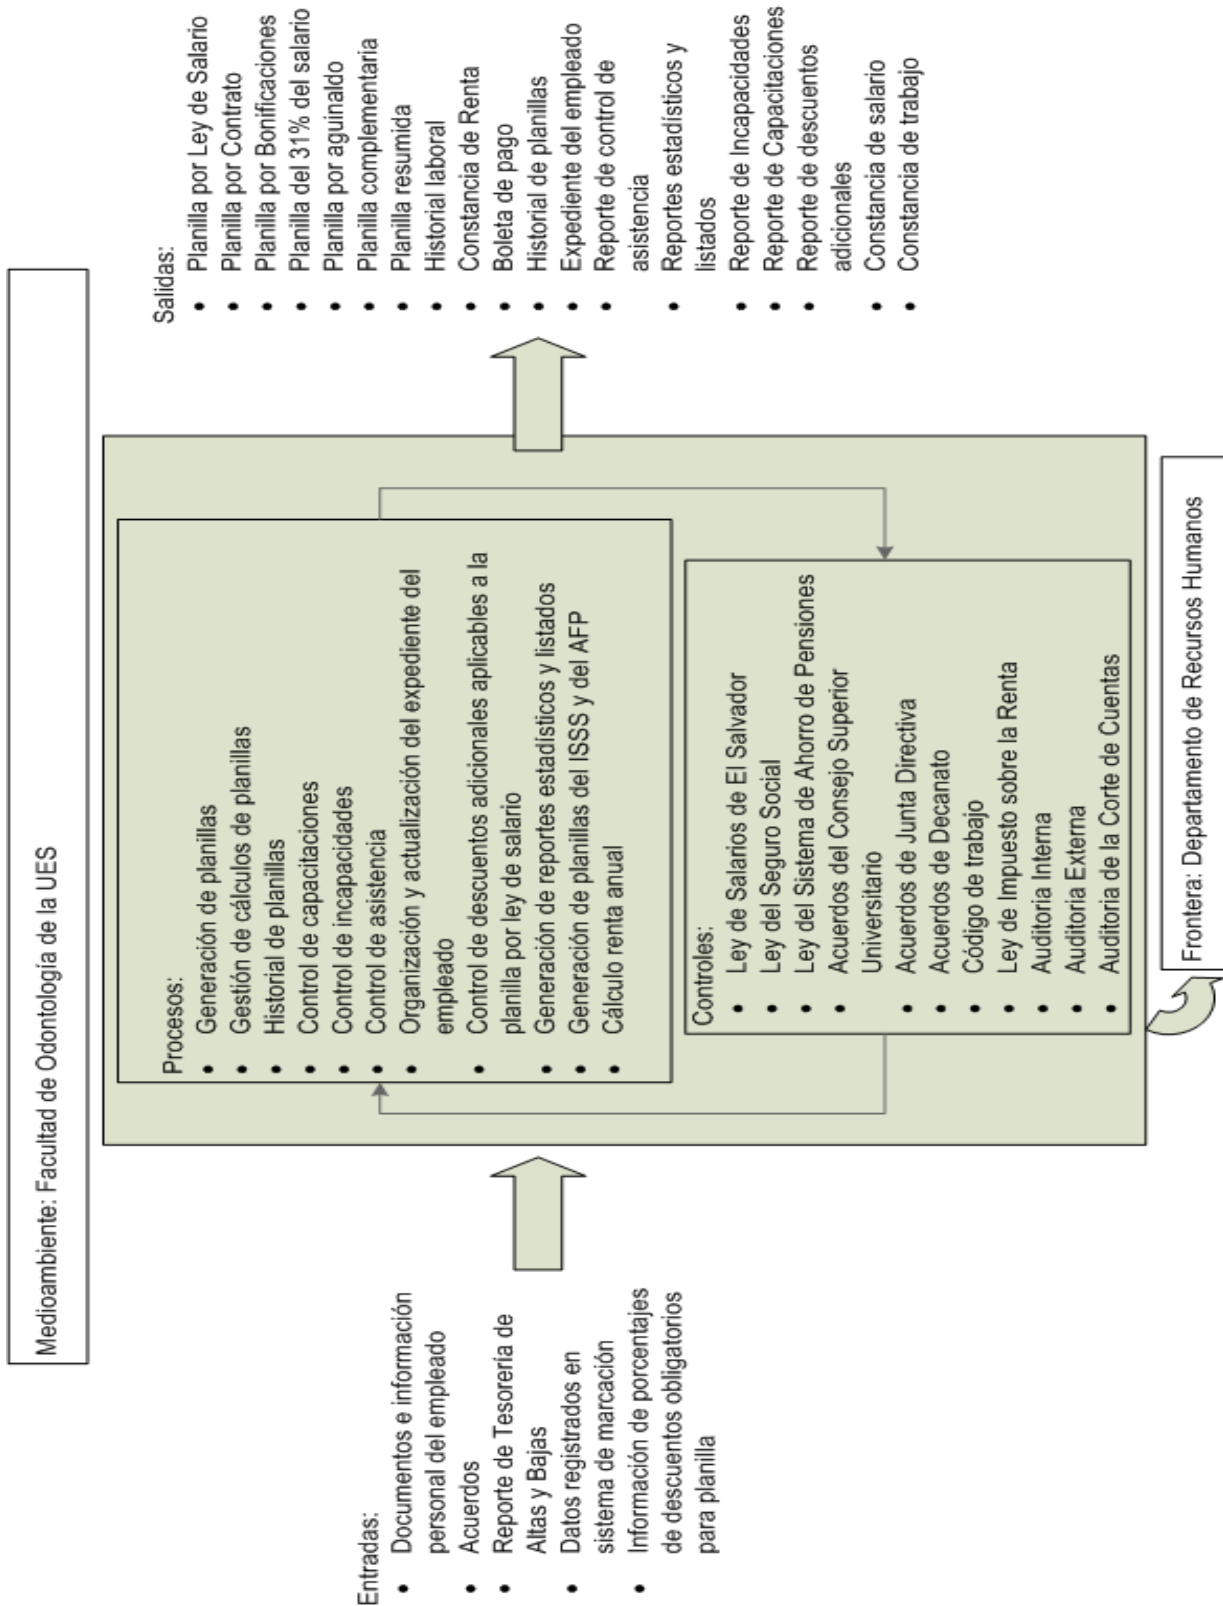 Medioambiente: Facultad de Odontología de la UES
Entradas:
• Documentos e información
personal del empleado
• Acuerdos
• Reporte de Tesorería de
Altas y Bajas
• Datos registrados en
sistema de marcación
• Información de porcentajes
de descuentos obligatorios
para planilla
Procesos:
• Generación de planillas
• Gestión de cálculos de planillas
• Historial de planillas
• Control de capacitaciones
• Control de incapacidades
• Control de asistencia
• Organización y actualización del expediente del
empleado
• Control de descuentos adicionales aplicables a la
planilla por ley de salario
• Generación de reportes estadísticos y listados
• Generación de planillas del ISSS y del AFP
• Cálculo renta anual
Controles:
• Ley de Salarios de El Salvador
• Ley del Seguro Social
• Ley del Sistema de Ahorro de Pensiones
• Acuerdos del Consejo Superior
Universitario
• Acuerdos de Junta Directiva
• Acuerdos de Decanato
• Código de trabajo
• Ley de Impuesto sobre la Renta
• Auditoria Interna
• Auditoria Externa
• Auditoria de la Corte de Cuentas
Salidas:
• Planilla por Ley de Salario
• Planilla por Contrato
• Planilla por Bonificaciones
• Planilla del 31% del salario
• Planilla por aguinaldo
• Planilla complementaria
• Planilla resumida
• Historial laboral
• Constancia de Renta
• Boleta de pago
• Historial de planillas
• Expediente del empleado
• Reporte de control de
asistencia
• Reportes estadísticos y
listados
• Reporte de Incapacidades
• Reporte de Capacitaciones
• Reporte de descuentos
adicionales
• Constancia de salario
• Constancia de trabajo
Frontera: Departamento de Recursos Humanos